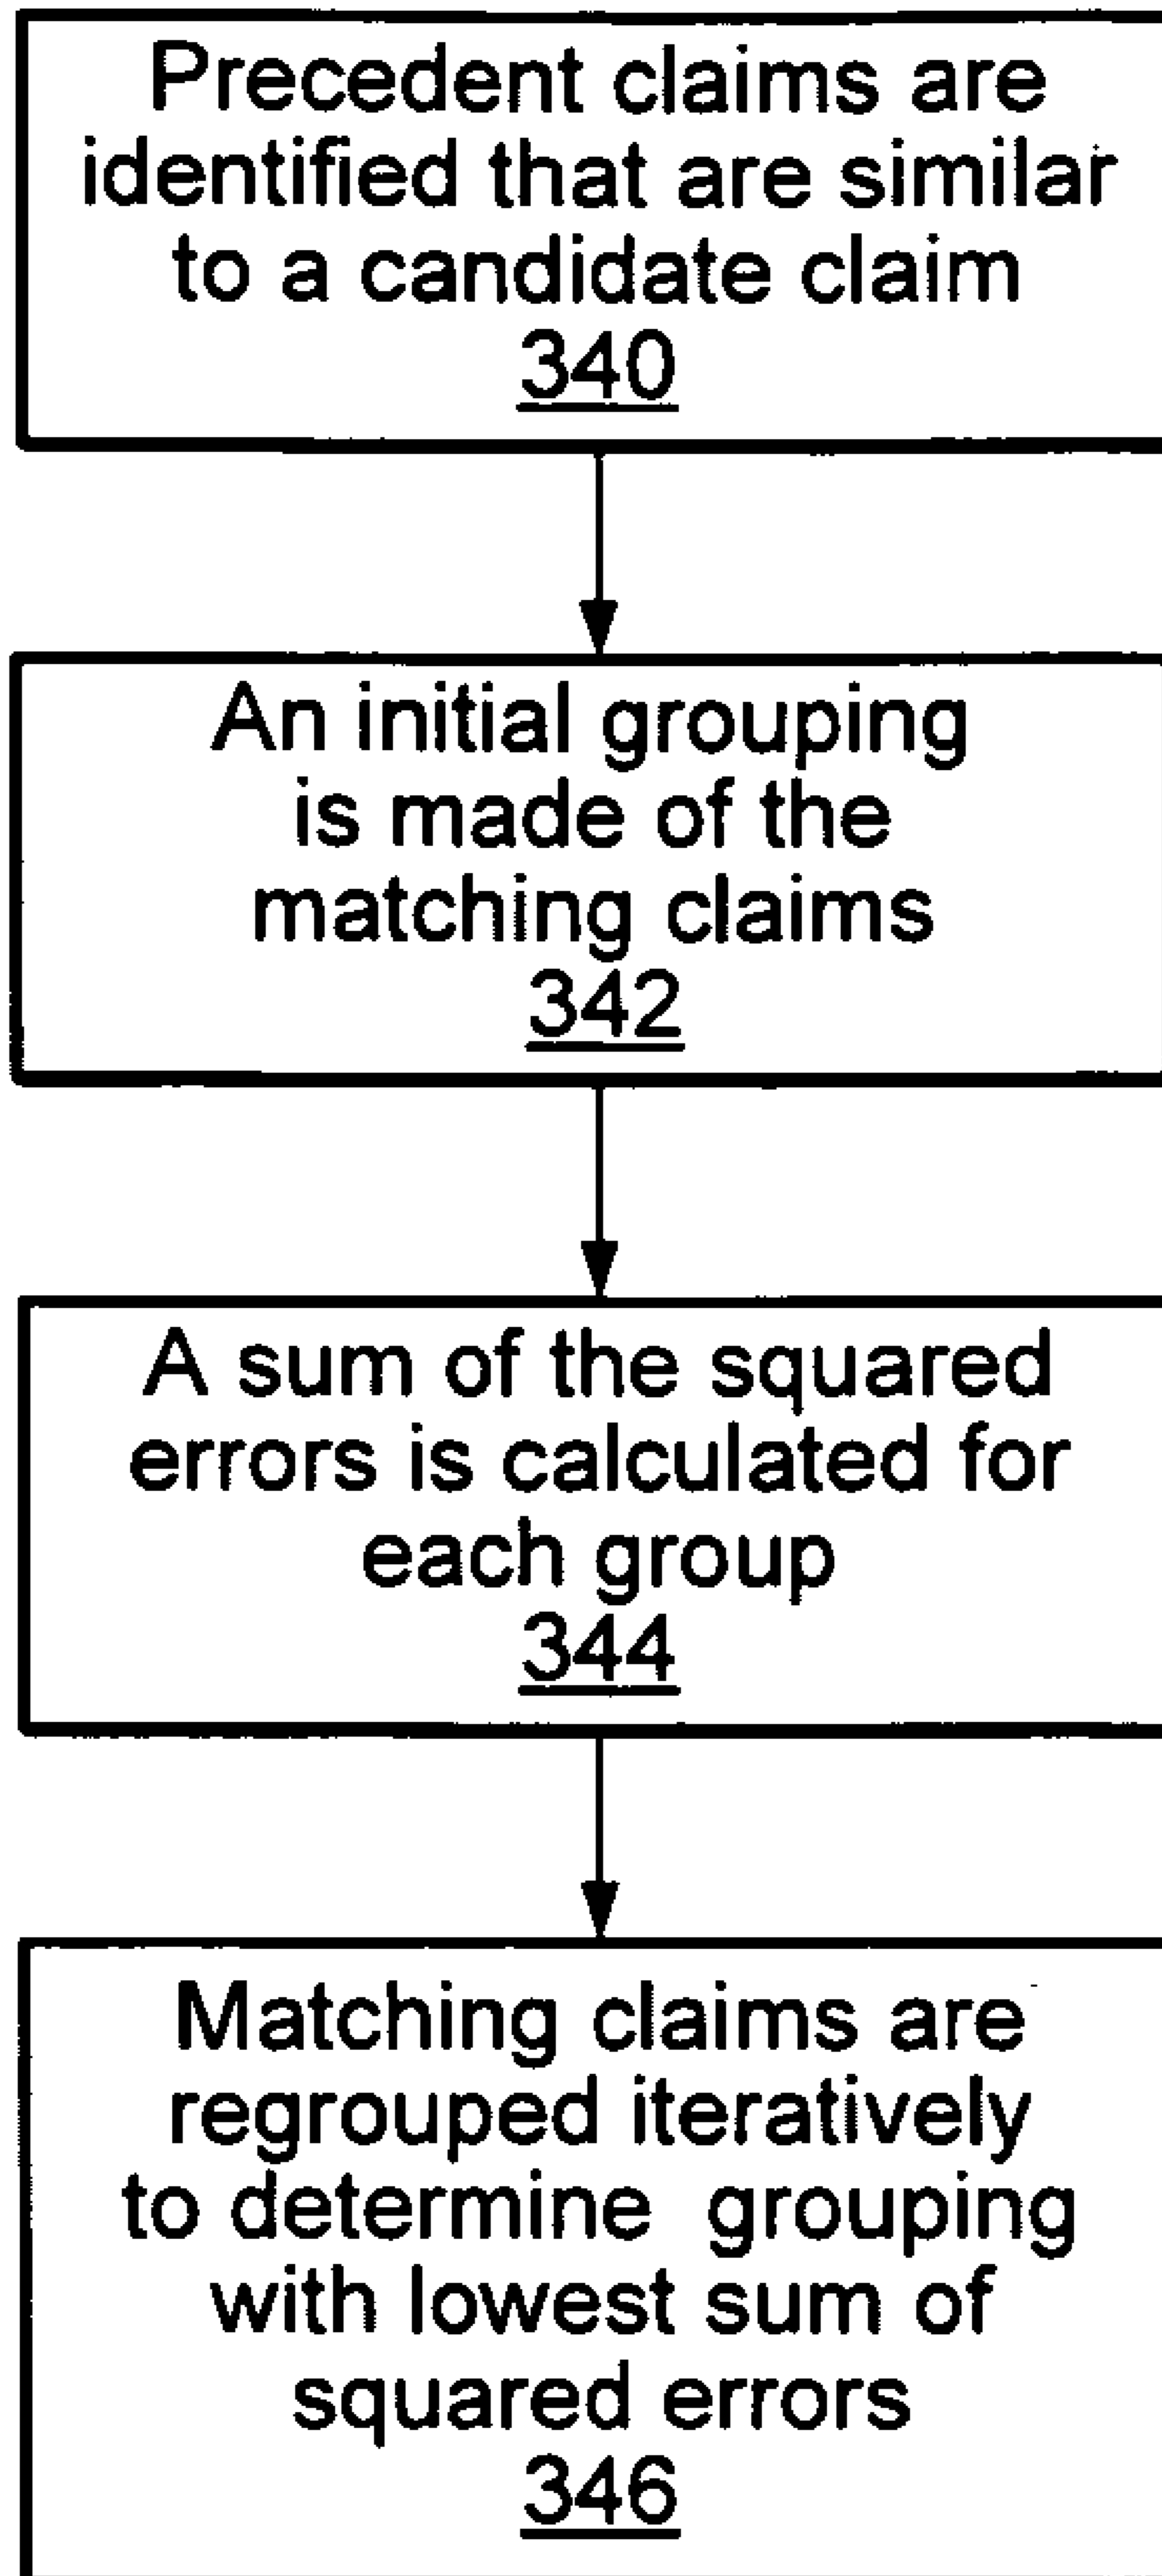 Precedent claims are
identified that are similar
to a candidate claim
340
An initial grouping
is made of the
matching claims
342
A sum of the squared
errors is calculated for
each group
344
Matching claims are
regrouped iteratively
to determine grouping
with lowest sum of
squared errors
346